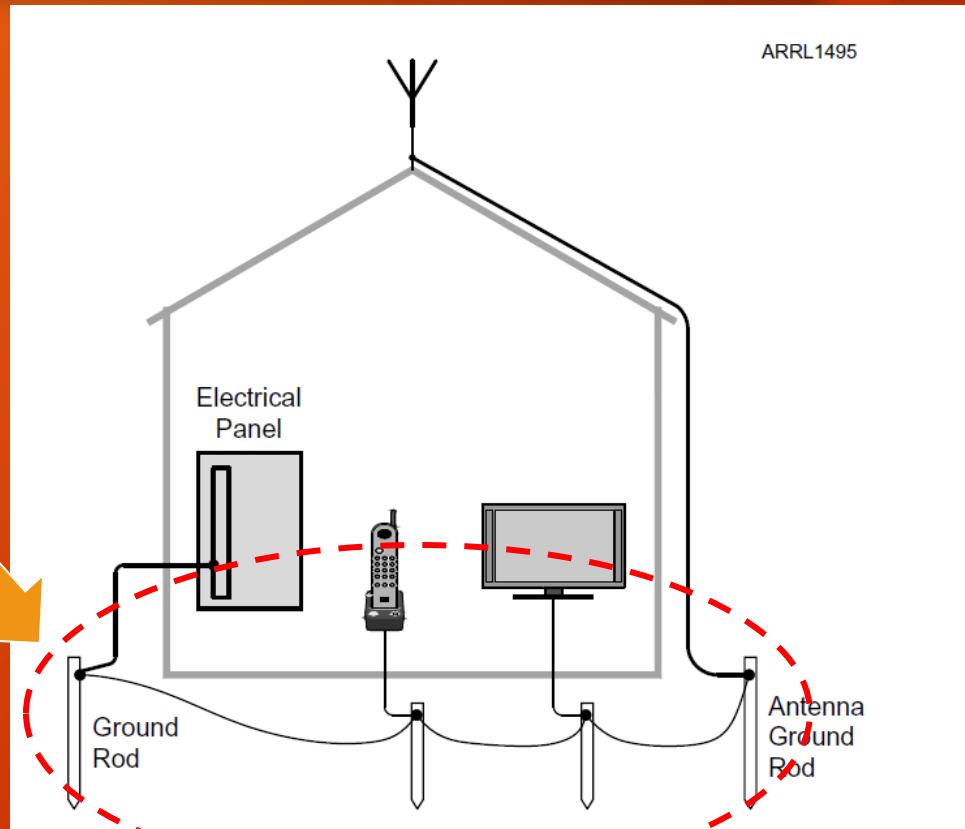 ARRL1495
Electrical
Panel
Ground
Rod
Antenna
Ground
Rod